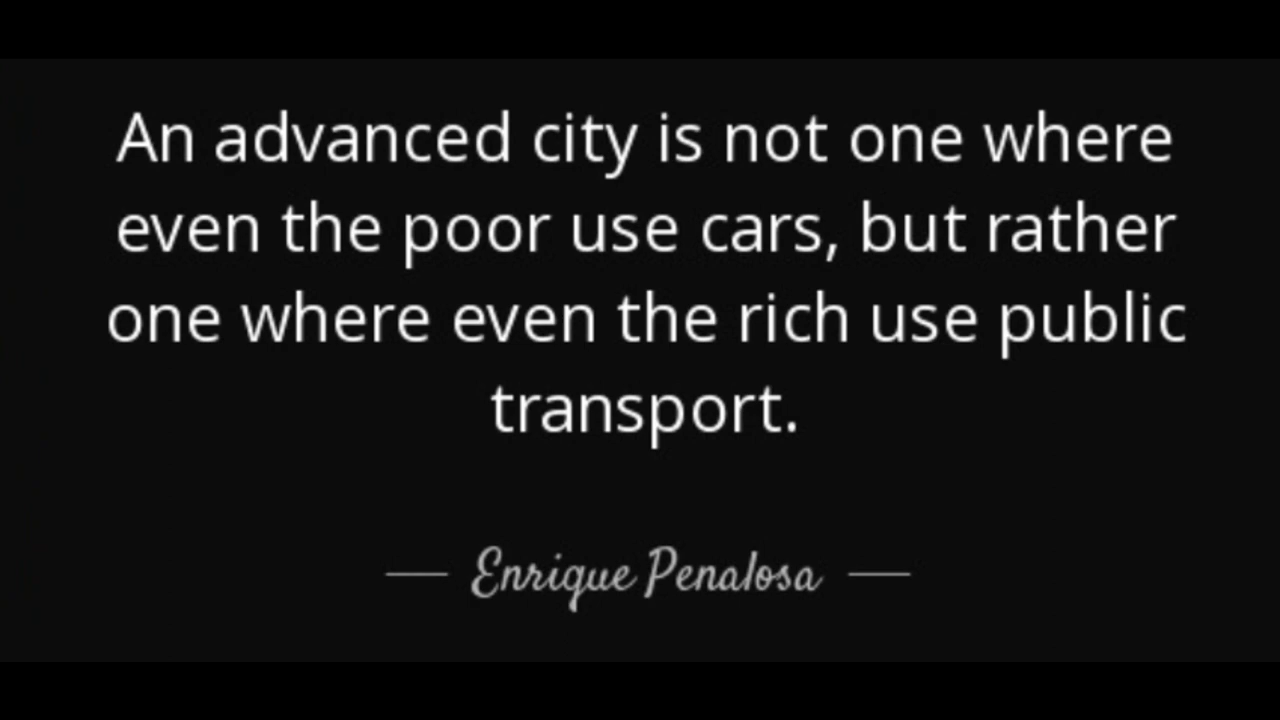 An advanced city is not one where
even the poor use cars, but rather
one where even the rich use public
transport.
— Enrique Penalosa —